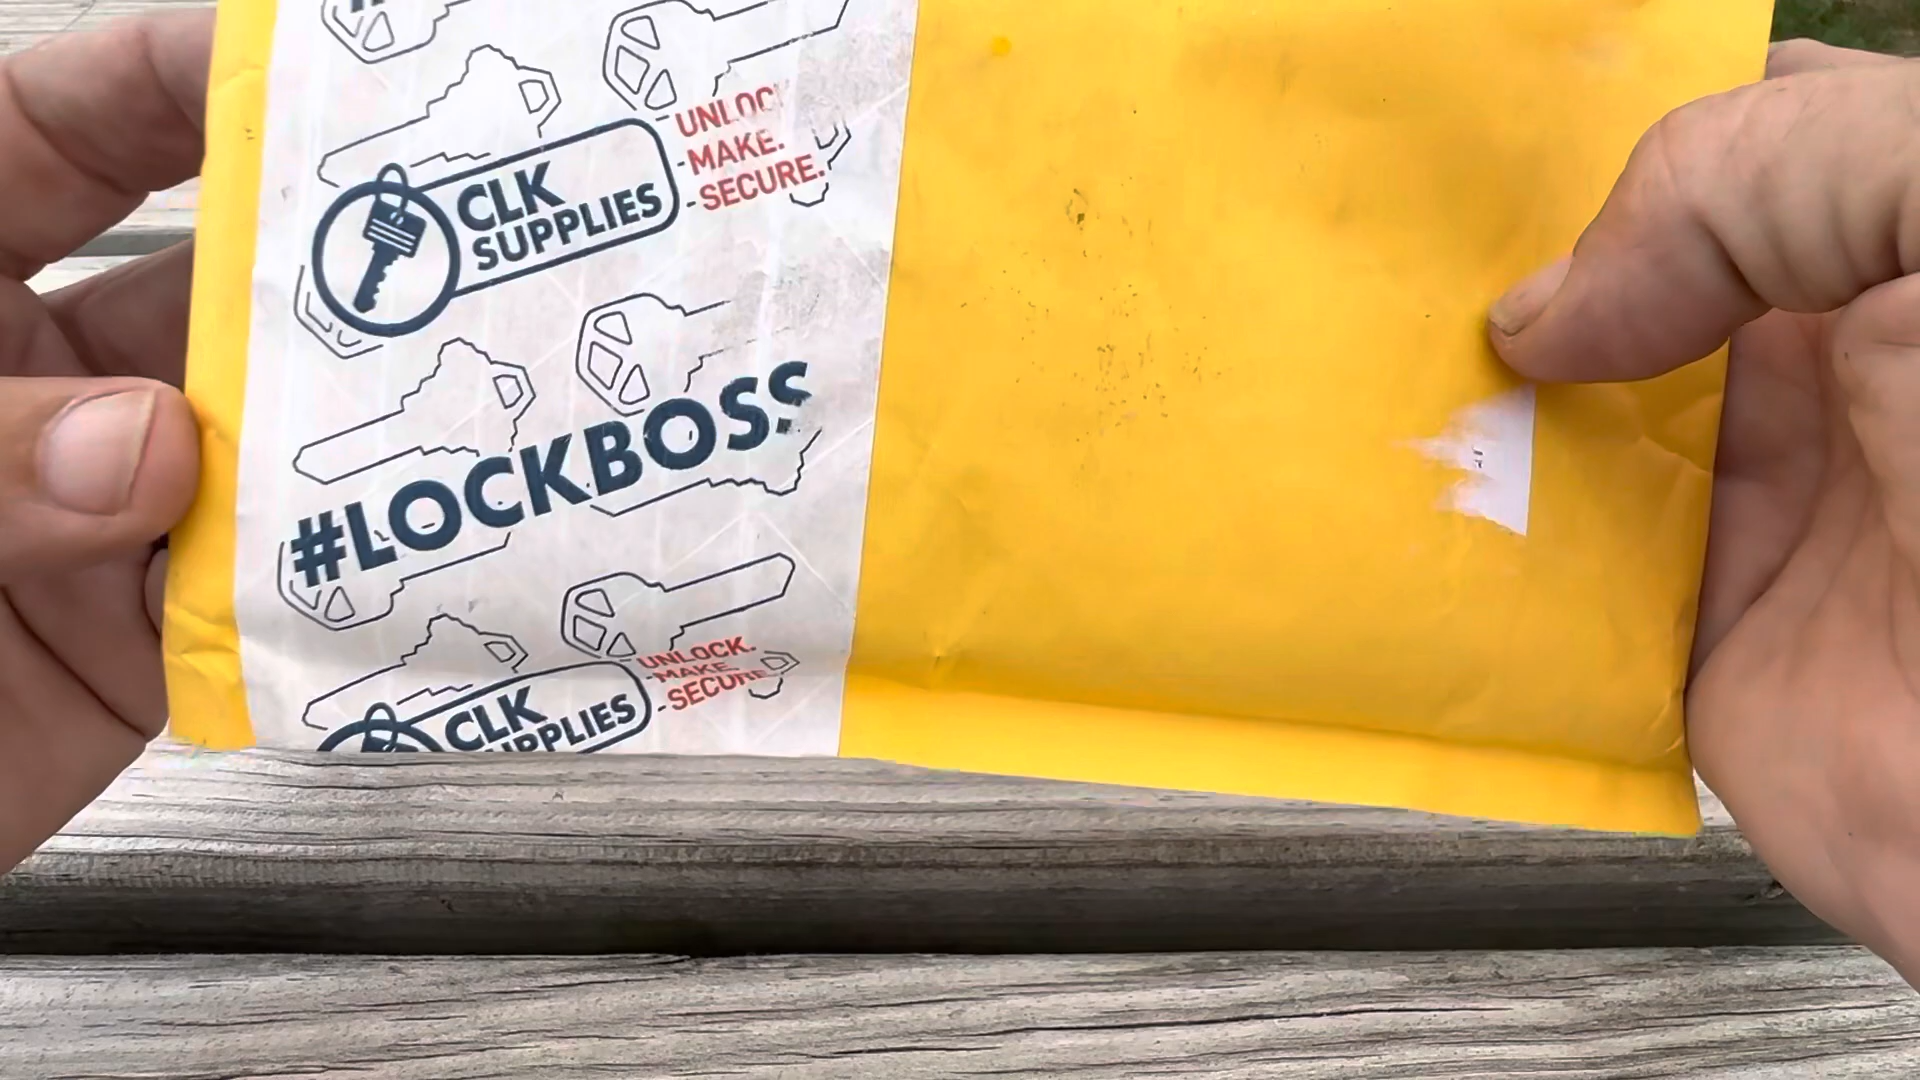 UNLOCK
MAKE.
SECURE.
CLK
SUPPLIES
#LOCKBOSS
UNLOCK.
MAKE
SECURE
CLK
SUPPLIES